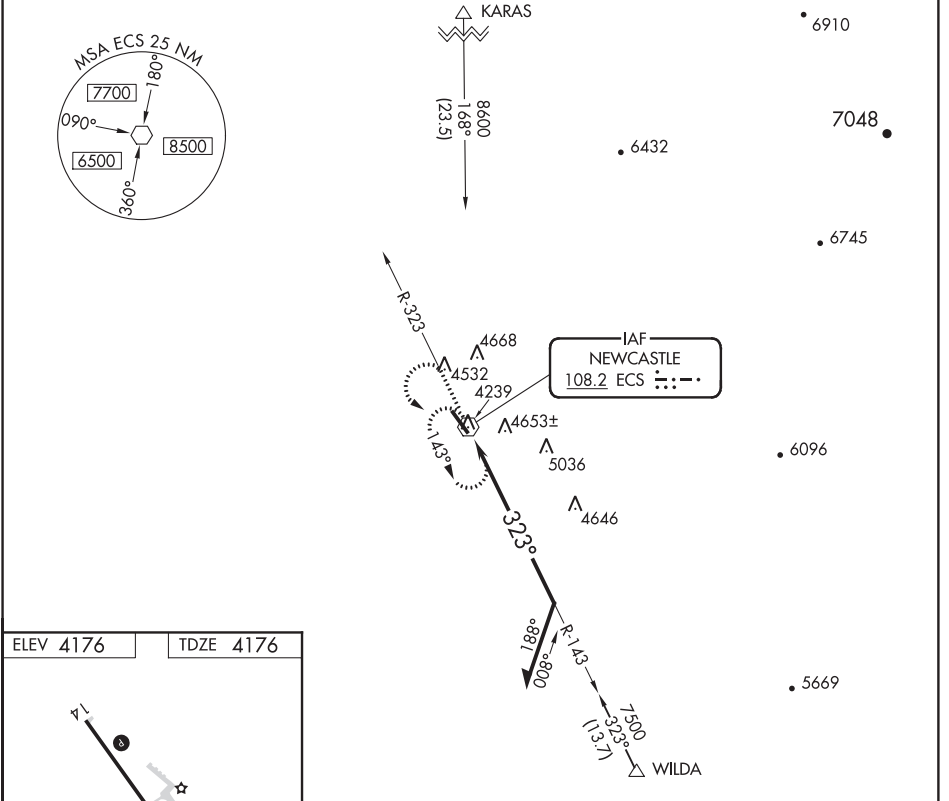 KARAS
6910
MSA ECS 25 NM
180°
7700
090°
8500
6500
360°
8600
168°
(23.5)
7048
6432
6745
R-323
4668
4532
4239
IAF
NEWCASTLE
108.2 ECS
4653±
5036
143°
6096
4646
323°
188°
008°
R-143
ELEV 4176
TDZE 4176
5669
7500
323°
(13.7)
WILDA
14
P